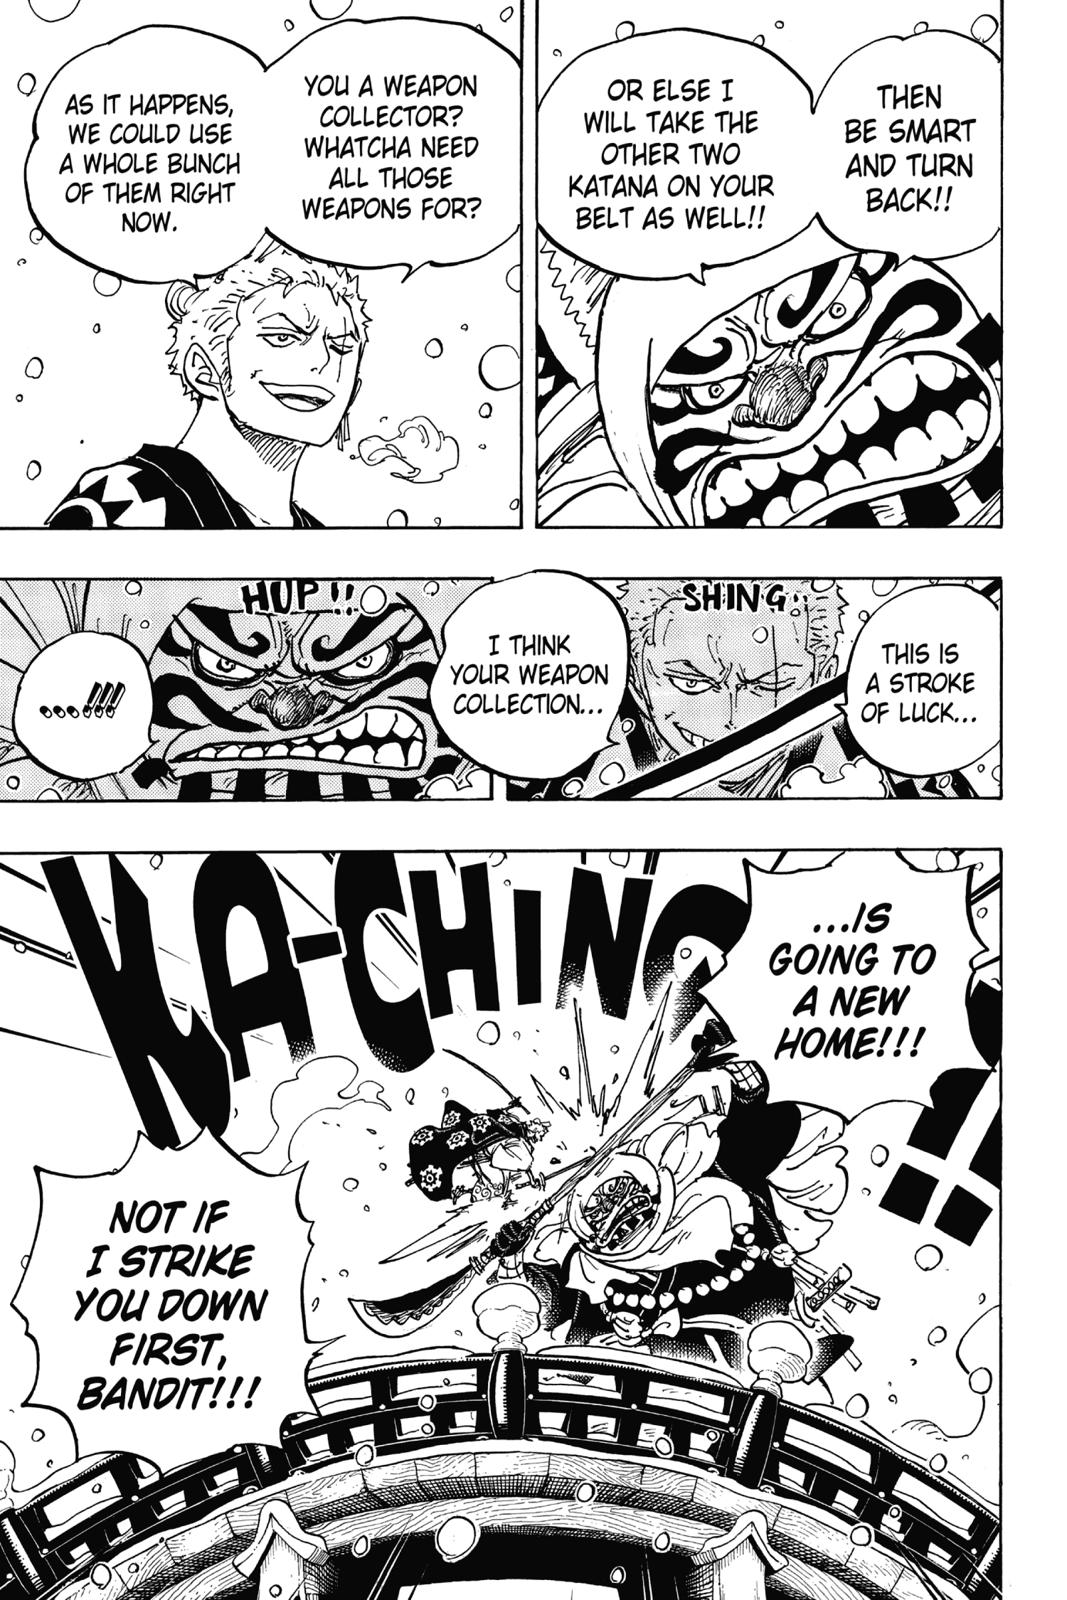 THEN
BE SMART
AND TURN
BACK!!
OR ELSE I
WILL TAKE THE
OTHER TWO
KATANA ON YOUR
BELT AS WELL!!
YOU A WEAPON
COLLECTOR?
WHATCHA NEED
ALL THOSE
WEAPONS FOR?
AS IT HAPPENS,
WE COULD USE
A WHOLE BUNCH
OF THEM RIGHT
NOW.
SHING..
THIS IS
A STROKE
OF LUCK...
I THINK
YOUR WEAPON
COLLECTION...
HUP!!
...!!!!
...IS
GOING TO
A NEW
HOME!!!
KA-CHING!!
NOT IF
I STRIKE
YOU DOWN
FIRST,
BANDIT!!!